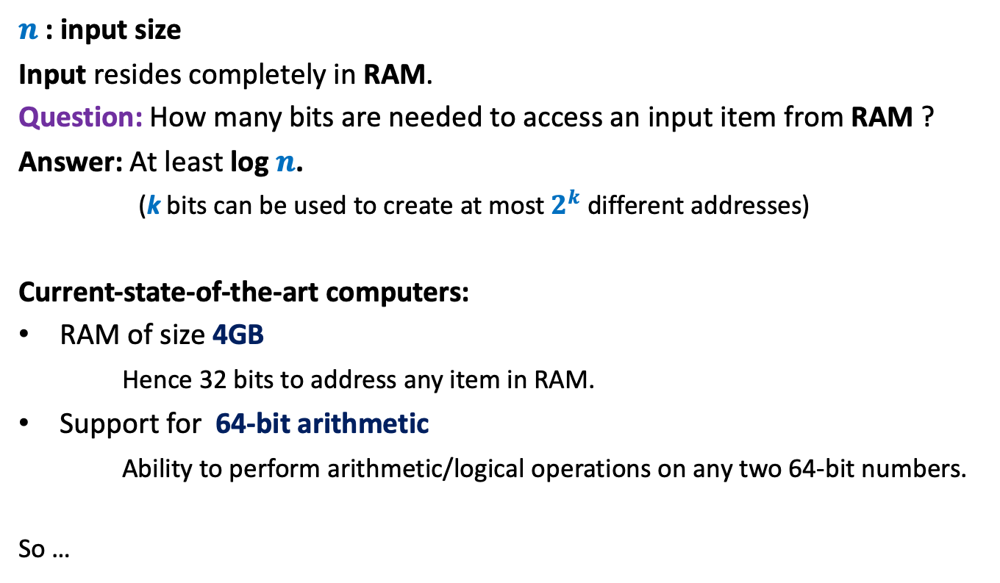 n : input size
Input resides completely in RAM.
Question: How many bits are needed to access an input item from RAM ?
Answer: At least log n.
(k bits can be used to create at most 2^k different addresses)
Current-state-of-the-art computers:
• RAM of size 4GB
Hence 32 bits to address any item in RAM.
• Support for 64-bit arithmetic
Ability to perform arithmetic/logical operations on any two 64-bit numbers.
So ...